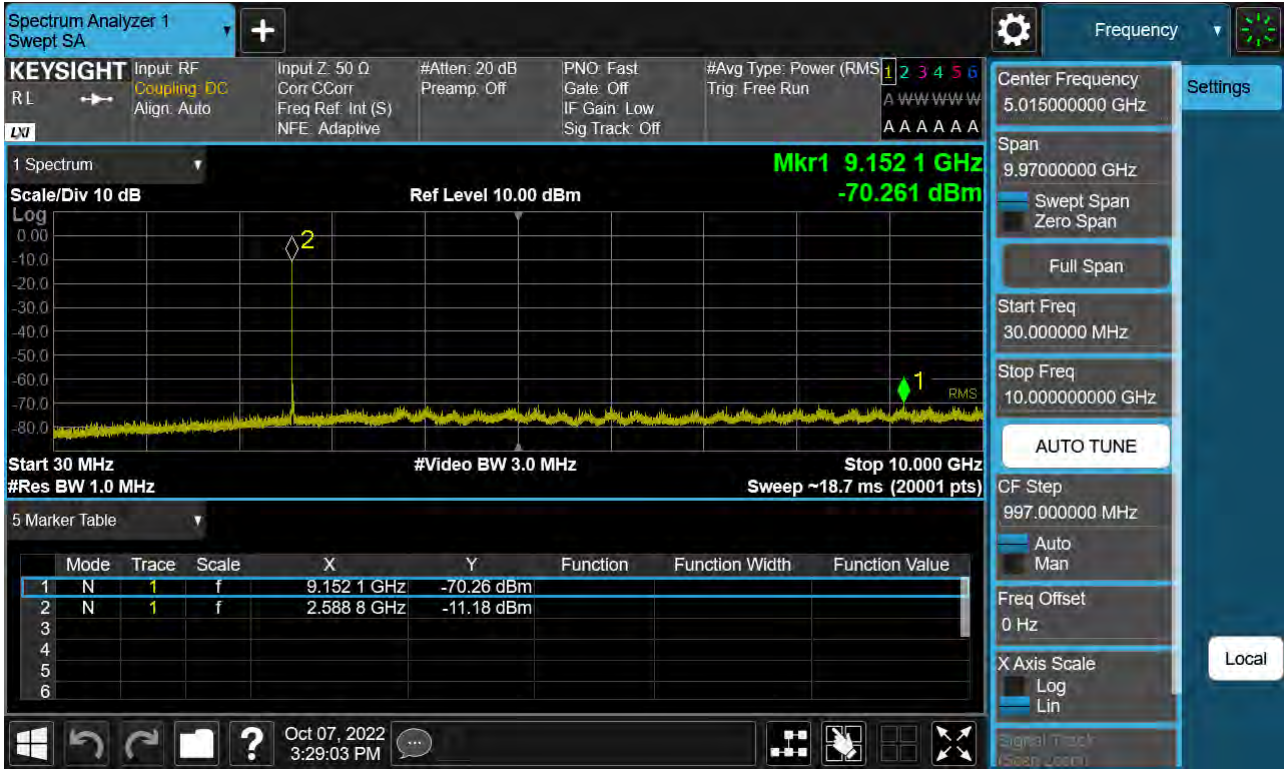 Spectrum Analyzer 1
Swept SA
+
Frequency
KEYSIGHT
R L
LXI
Input: RF
Coupling: DC
Align: Auto
Input Z: 50 Ω
Corr CCorr
Freq Ref: Int (S)
NFE: Adaptive
#Atten: 20 dB
Preamp: Off
PNO: Fast
Gate: Off
IF Gain: Low
Sig Track: Off
#Avg Type: Power (RMS
Trig: Free Run
1 2 3 4 5 6
A W W W W W
A A A A A A
1 Spectrum
Scale/Div 10 dB
Ref Level 10.00 dBm
Mkr1 9.152 1 GHz
-70.261 dBm
Log
0.00
-10.0
-20.0
-30.0
-40.0
-50.0
-60.0
-70.0
-80.0
2
1
RMS
Start 30 MHz
#Video BW 3.0 MHz
Stop 10.000 GHz
#Res BW 1.0 MHz
Sweep ~18.7 ms (20001 pts)
5 Marker Table
Mode Trace Scale X Y Function Function Width Function Value
1 N 1 f 9.152 1 GHz -70.26 dBm
2 N 1 f 2.588 8 GHz -11.18 dBm
3
4
5
6
Oct 07, 2022
3:29:03 PM
?
Center Frequency
5.015000000 GHz
Span
9.97000000 GHz
Swept Span
Zero Span
Full Span
Start Freq
30.000000 MHz
Stop Freq
10.000000000 GHz
AUTO TUNE
CF Step
997.000000 MHz
Auto
Man
Freq Offset
0 Hz
X Axis Scale
Log
Lin
Signal Track
(Span Zoom)
Settings
Local